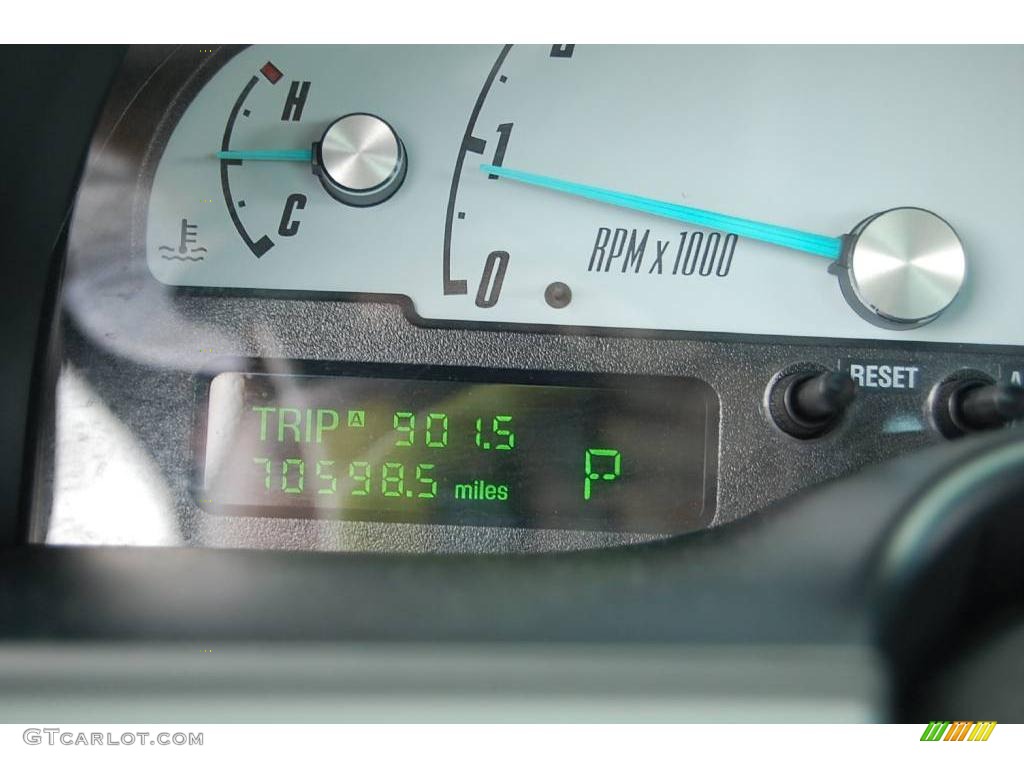 H
C
1
0
RPM x 1000
RESET
TRIP A 901.5
70598.5 miles
P
GTCARLOT.COM